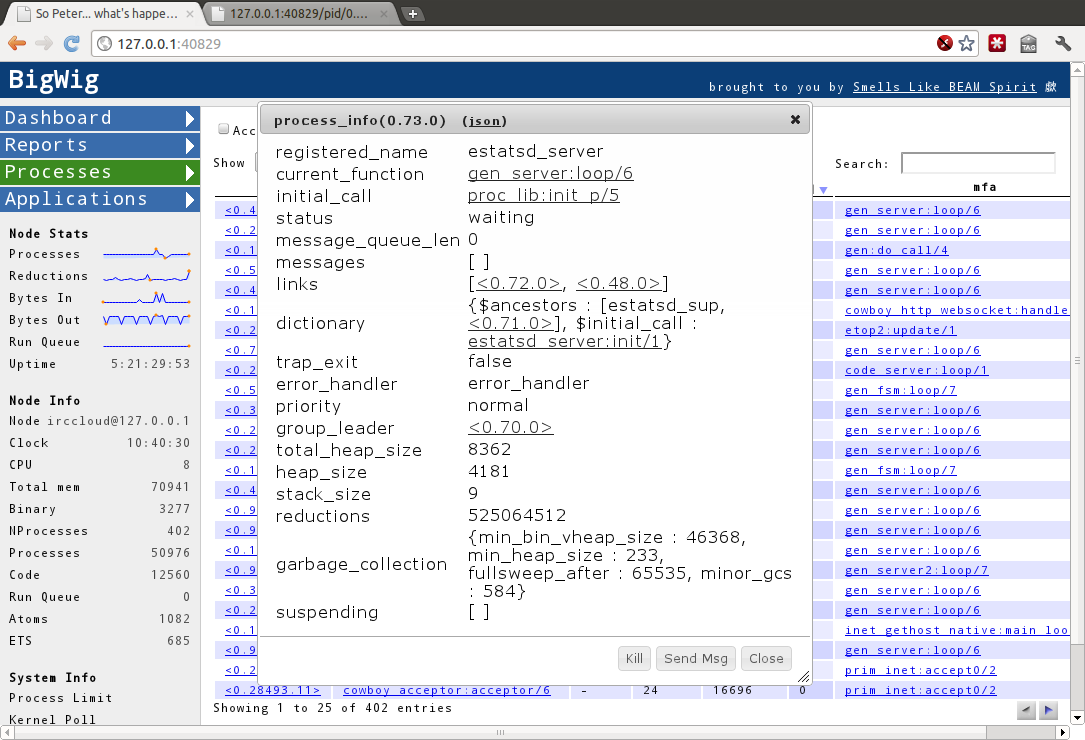 So Peter... what's happe...
127.0.0.1:40829/pid/0....
127.0.0.1:40829
TAG
BigWig
brought to you by Smells Like BEAM Spirit
Dashboard
Reports
Processes
Applications
Node Stats
Processes
Reductions
Bytes In
Bytes Out
Run Queue
Uptime 5:21:29:53
Node Info
Node irccloud@127.0.0.1
Clock 10:40:30
CPU 8
Total mem 70941
Binary 3277
NProcesses 402
Processes 50976
Code 12560
Run Queue 0
Atoms 1082
ETS 685
System Info
Process Limit
Kernel Poll
Acc
Show
Search:
process_info(0.73.0) (json)
registered_name estatsd_server
current_function gen_server:loop/6
initial_call proc_lib:init_p/5
status waiting
message_queue_len 0
messages [ ]
links [<0.72.0>, <0.48.0>]
dictionary {$ancestors : [estatsd_sup,
<0.71.0>], $initial_call :
estatsd_server:init/1}
trap_exit false
error_handler error_handler
priority normal
group_leader <0.70.0>
total_heap_size 8362
heap_size 4181
stack_size 9
reductions 525064512
garbage_collection {min_bin_vheap_size : 46368,
min_heap_size : 233,
fullsweep_after : 65535, minor_gcs
: 584}
suspending [ ]
Kill Send Msg Close
mfa
<0.4 gen_server:loop/6
<0.2 gen_server:loop/6
<0.1 gen:do_call/4
<0.5 gen_server:loop/6
<0.4 gen_server:loop/6
<0.1 cowboy_http_websocket:handle
<0.2 etop2:update/1
<0.7 gen_server:loop/6
<0.2 code_server:loop/1
<0.5 gen_fsm:loop/7
<0.3 gen_server:loop/6
<0.2 gen_server:loop/6
<0.2 gen_server:loop/6
<0.1 gen_fsm:loop/7
<0.4 gen_server:loop/6
<0.9 gen_server:loop/6
<0.9 gen_server:loop/6
<0.1 gen_server:loop/6
<0.9 gen_server2:loop/7
<0.3 gen_server:loop/6
<0.2 gen_server:loop/6
<0.1 inet_gethost_native:main_loo
<0.9 gen_server:loop/6
<0.2 prim_inet:accept0/2
<0.28493.11> cowboy_acceptor:acceptor/6 - 24 16696 0 prim_inet:accept0/2
Showing 1 to 25 of 402 entries